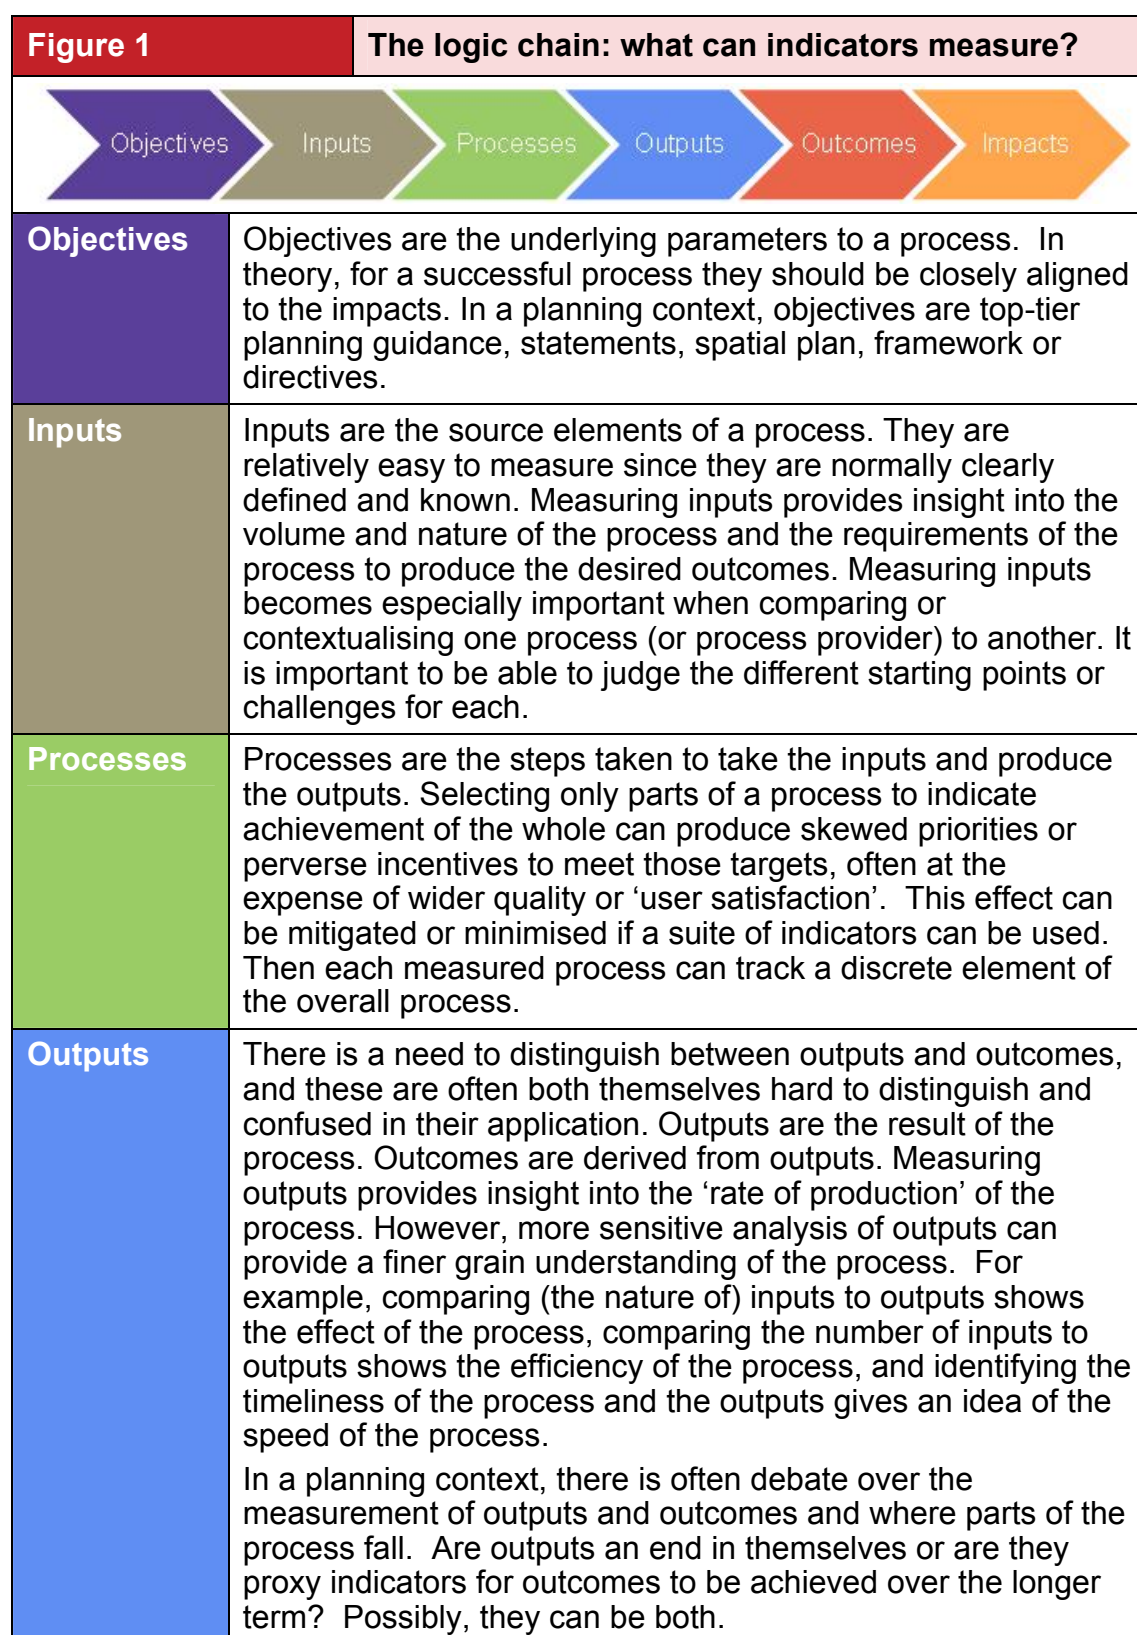 Figure 1
The logic chain: what can indicators measure?
Objectives
Inputs
Processes
Outputs
Outcomes
Impacts
Objectives
Objectives are the underlying parameters to a process.  In
theory, for a successful process they should be closely aligned
to the impacts. In a planning context, objectives are top-tier
planning guidance, statements, spatial plan, framework or
directives.
Inputs
Inputs are the source elements of a process. They are
relatively easy to measure since they are normally clearly
defined and known. Measuring inputs provides insight into the
volume and nature of the process and the requirements of the
process to produce the desired outcomes. Measuring inputs
becomes especially important when comparing or
contextualising one process (or process provider) to another. It
is important to be able to judge the different starting points or
challenges for each.
Processes
Processes are the steps taken to take the inputs and produce
the outputs. Selecting only parts of a process to indicate
achievement of the whole can produce skewed priorities or
perverse incentives to meet those targets, often at the
expense of wider quality or ‘user satisfaction’.  This effect can
be mitigated or minimised if a suite of indicators can be used.
Then each measured process can track a discrete element of
the overall process.
Outputs
There is a need to distinguish between outputs and outcomes,
and these are often both themselves hard to distinguish and
confused in their application. Outputs are the result of the
process. Outcomes are derived from outputs. Measuring
outputs provides insight into the ‘rate of production’ of the
process. However, more sensitive analysis of outputs can
provide a finer grain understanding of the process.  For
example, comparing (the nature of) inputs to outputs shows
the effect of the process, comparing the number of inputs to
outputs shows the efficiency of the process, and identifying the
timeliness of the process and the outputs gives an idea of the
speed of the process.
In a planning context, there is often debate over the
measurement of outputs and outcomes and where parts of the
process fall.  Are outputs an end in themselves or are they
proxy indicators for outcomes to be achieved over the longer
term?  Possibly, they can be both.